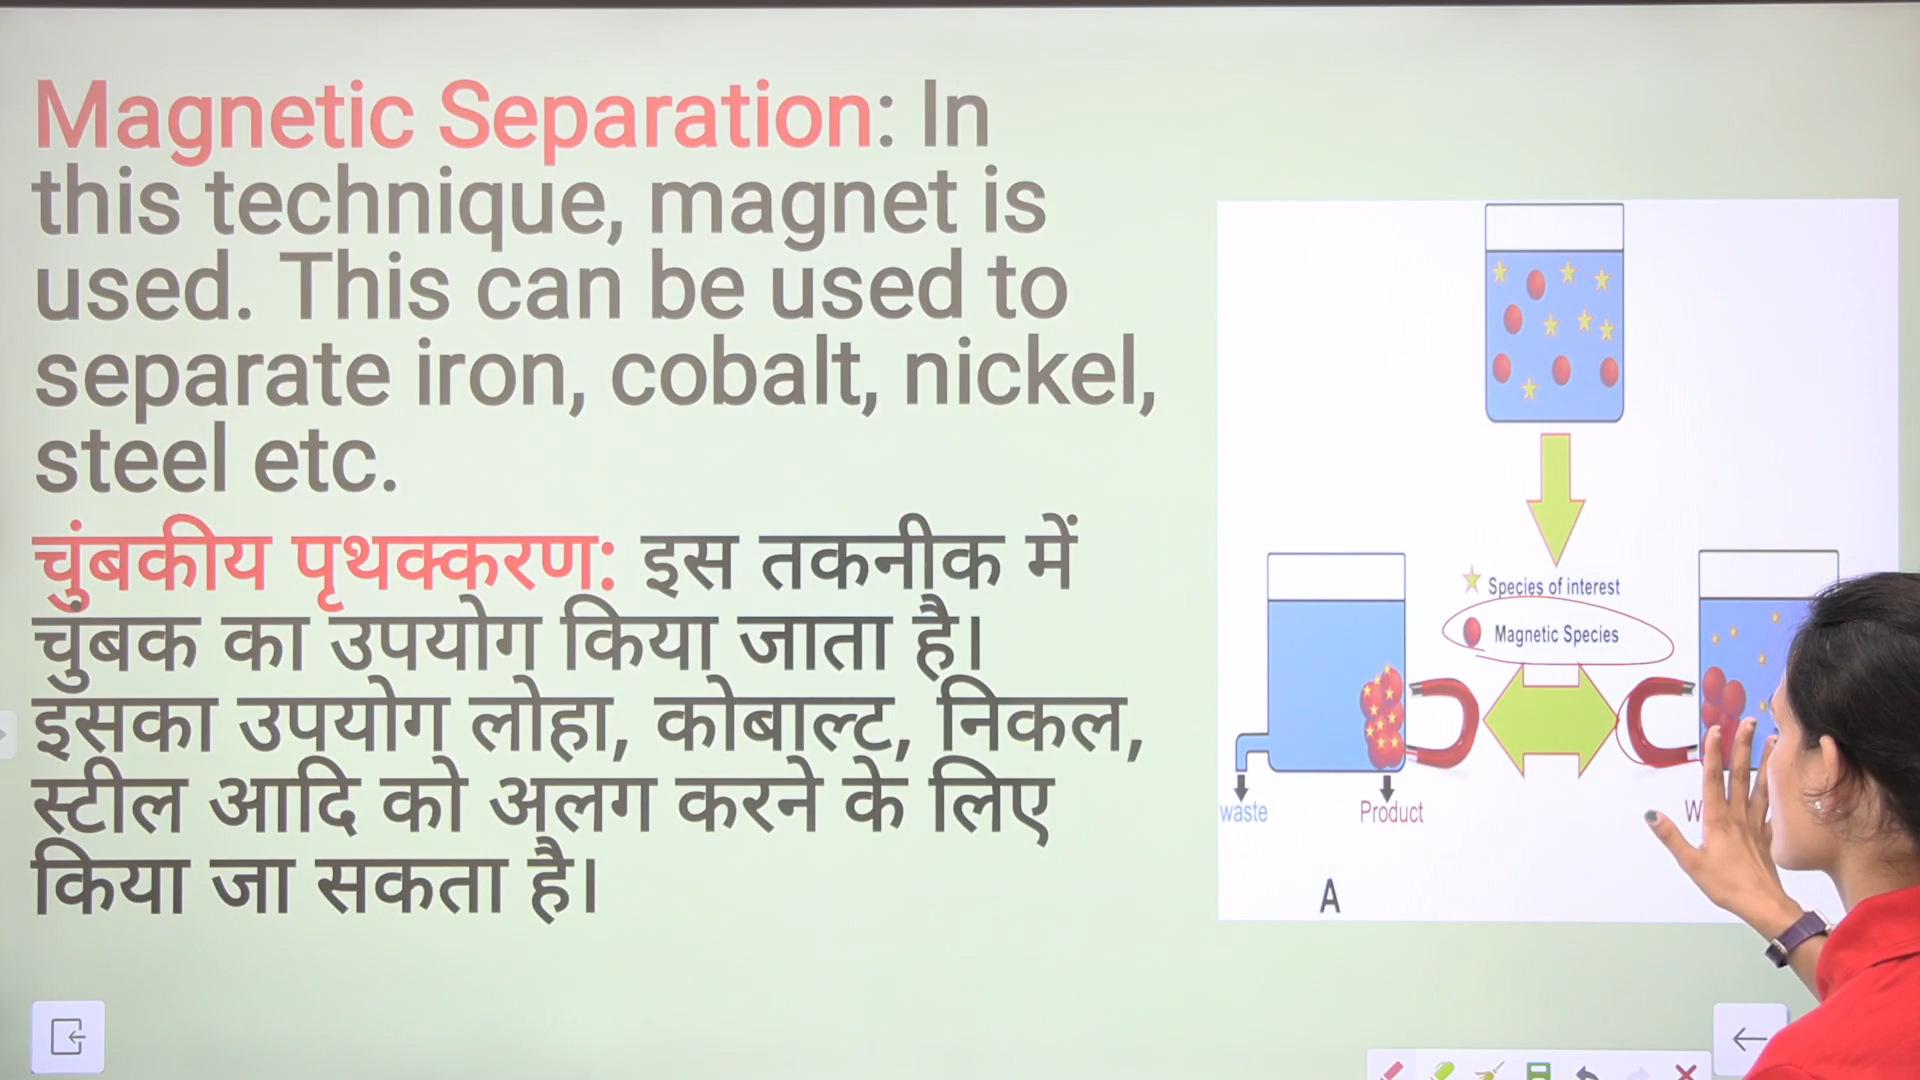 Magnetic Separation: In
this technique, magnet is
used. This can be used to
separate iron, cobalt, nickel,
steel etc.
चुंबकीय पृथक्करण: इस तकनीक में
चुंबक का उपयोग किया जाता है।
इसका उपयोग लोहा, कोबाल्ट, निकल,
स्टील आदि को अलग करने के लिए
किया जा सकता है।
Species of interest
Magnetic Species
waste
Product
A